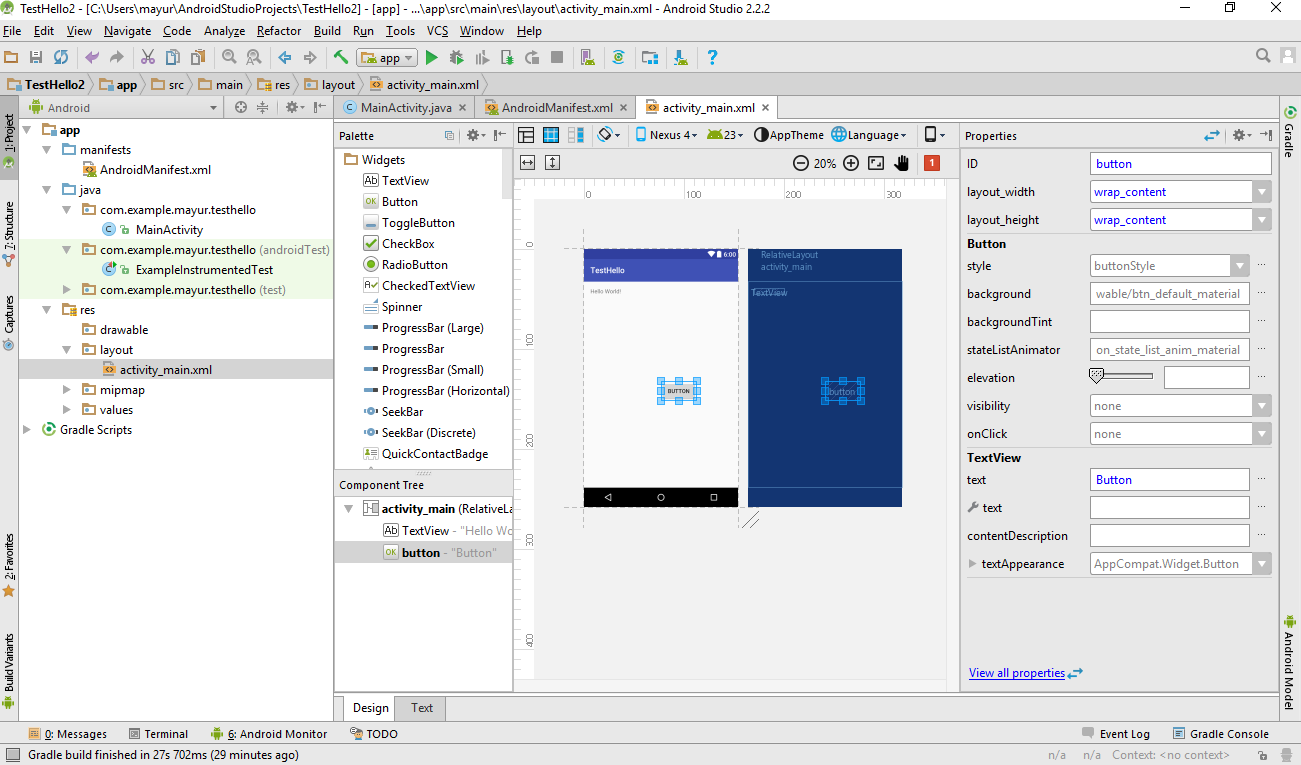 TestHello2 - [C:\Users\mayur\AndroidStudioProjects\TestHello2] - [app] - ...\app\src\main\res\layout\activity_main.xml - Android Studio 2.2.2
File Edit View Navigate Code Analyze Refactor Build Run Tools VCS Window Help
app
TestHello2 app src main res layout activity_main.xml
1: Project
7: Structure
Captures
2: Favorites
Build Variants
Android
app
manifests
AndroidManifest.xml
java
com.example.mayur.testhello
MainActivity
com.example.mayur.testhello (androidTest)
ExampleInstrumentedTest
com.example.mayur.testhello (test)
res
drawable
layout
activity_main.xml
mipmap
values
Gradle Scripts
MainActivity.java AndroidManifest.xml activity_main.xml
Palette
Widgets
Ab TextView
OK Button
ToggleButton
CheckBox
RadioButton
CheckedTextView
Spinner
ProgressBar (Large)
ProgressBar
ProgressBar (Small)
ProgressBar (Horizontal)
SeekBar
SeekBar (Discrete)
QuickContactBadge
Component Tree
activity_main (RelativeLa
Ab TextView - "Hello Wo
OK button - "Button"
Nexus 4 23 AppTheme Language
20% 1
0 100 200 300
0
100
200
300
400
6:00
TestHello
Hello World!
BUTTON
RelativeLayout
activity_main
TextView
button
Design Text
Properties
ID button
layout_width wrap_content
layout_height wrap_content
Button
style buttonStyle ...
background wable/btn_default_material ...
backgroundTint ...
stateListAnimator on_state_list_anim_material ...
elevation ...
visibility none
onClick none
TextView
text Button ...
text ...
contentDescription ...
textAppearance AppCompat.Widget.Button
View all properties
Gradle
Android Model
0: Messages Terminal 6: Android Monitor TODO Event Log Gradle Console
Gradle build finished in 27s 702ms (29 minutes ago) n/a n/a Context: <no context>